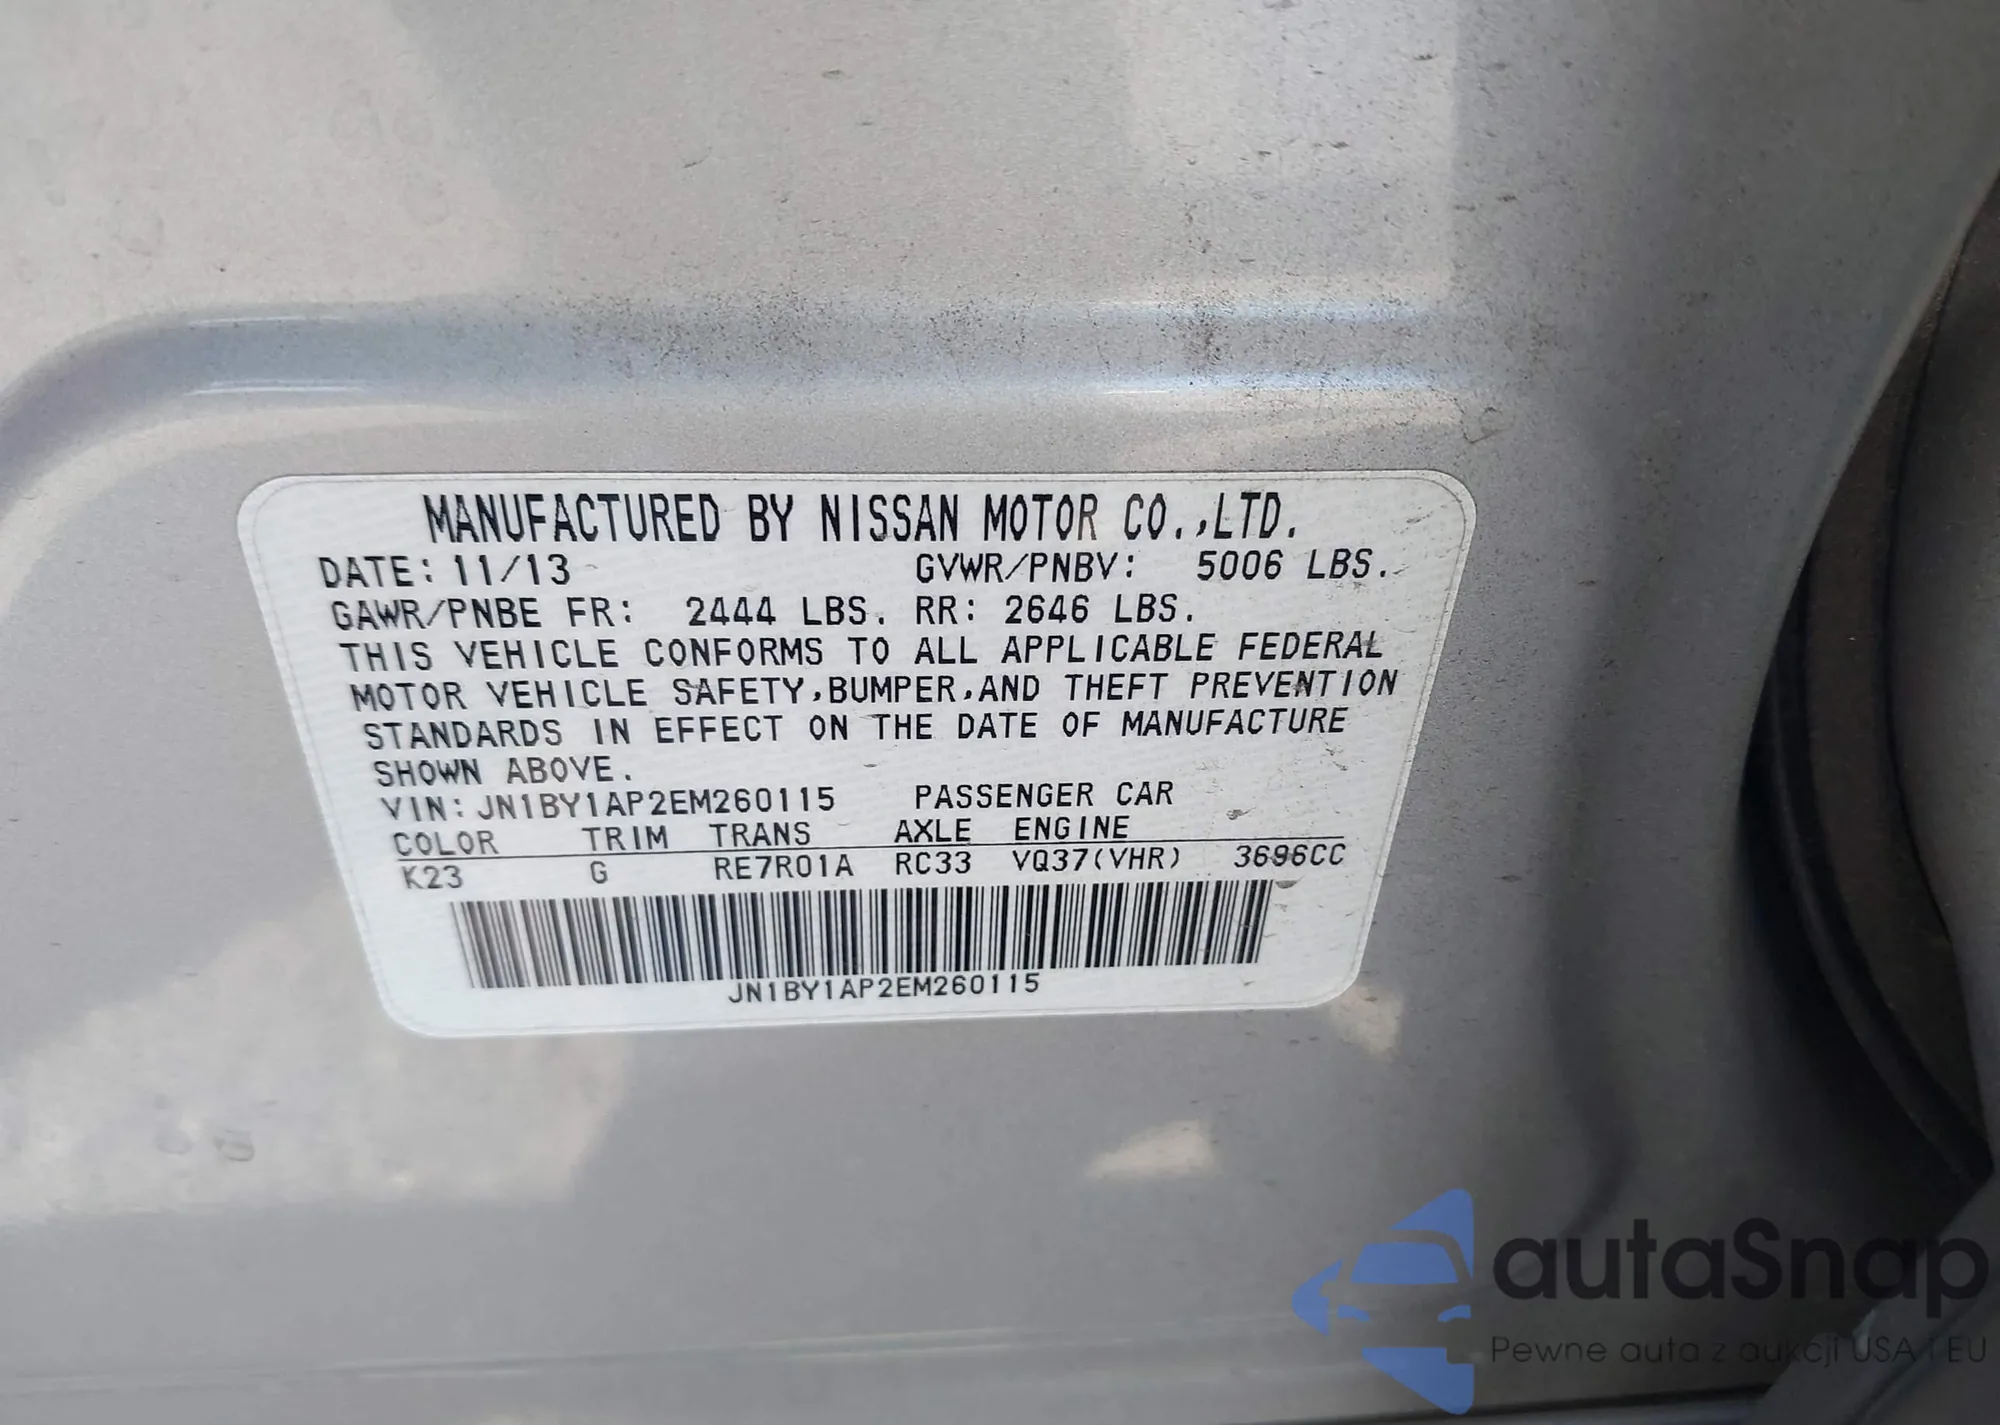 MANUFACTURED BY NISSAN MOTOR CO.,LTD.
DATE: 11/13 GVWR/PNBV: 5006 LBS.
GAWR/PNBE FR: 2444 LBS. RR: 2646 LBS.
THIS VEHICLE CONFORMS TO ALL APPLICABLE FEDERAL
MOTOR VEHICLE SAFETY,BUMPER,AND THEFT PREVENTION
STANDARDS IN EFFECT ON THE DATE OF MANUFACTURE
SHOWN ABOVE.
VIN: JN1BY1AP2EM260115 PASSENGER CAR
COLOR TRIM TRANS AXLE ENGINE
K23 G RE7R01A RC33 VQ37(VHR) 3696CC
JN1BY1AP2EM260115
autaSnap
Pewne auta z aukcji USA i EU